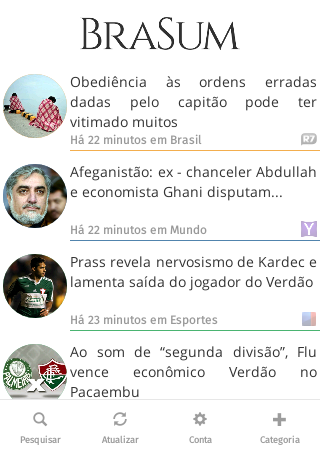 BRASUM
Obediência às ordens erradas
dadas pelo capitão pode ter
vitimado muitos
Há 22 minutos em Brasil
R7
Afeganistão: ex - chanceler Abdullah
e economista Ghani disputam...
Há 22 minutos em Mundo
Y
Prass revela nervosismo de Kardec e
lamenta saída do jogador do Verdão
Há 23 minutos em Esportes
Ao som de “segunda divisão”, Flu
vence econômico Verdão no
Pacaembu
PALMEIRAS
X
Pesquisar Atualizar Conta Categoria